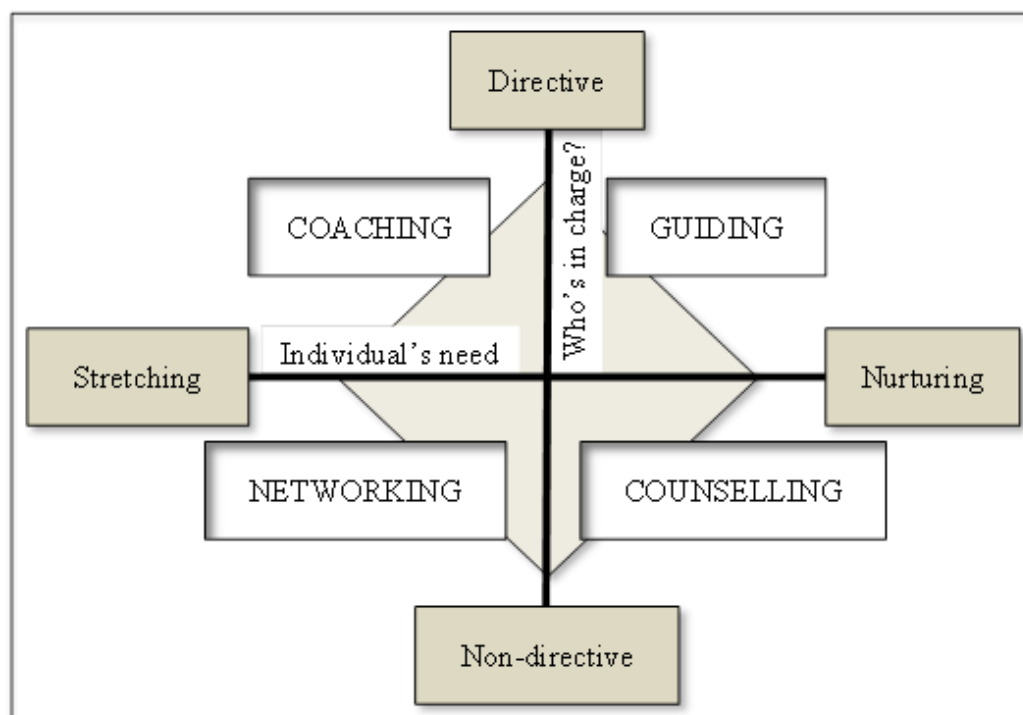 Directive
Who's in charge?
COACHING
GUIDING
Individual's need
Stretching
Nurturing
NETWORKING
COUNSELLING
Non-directive